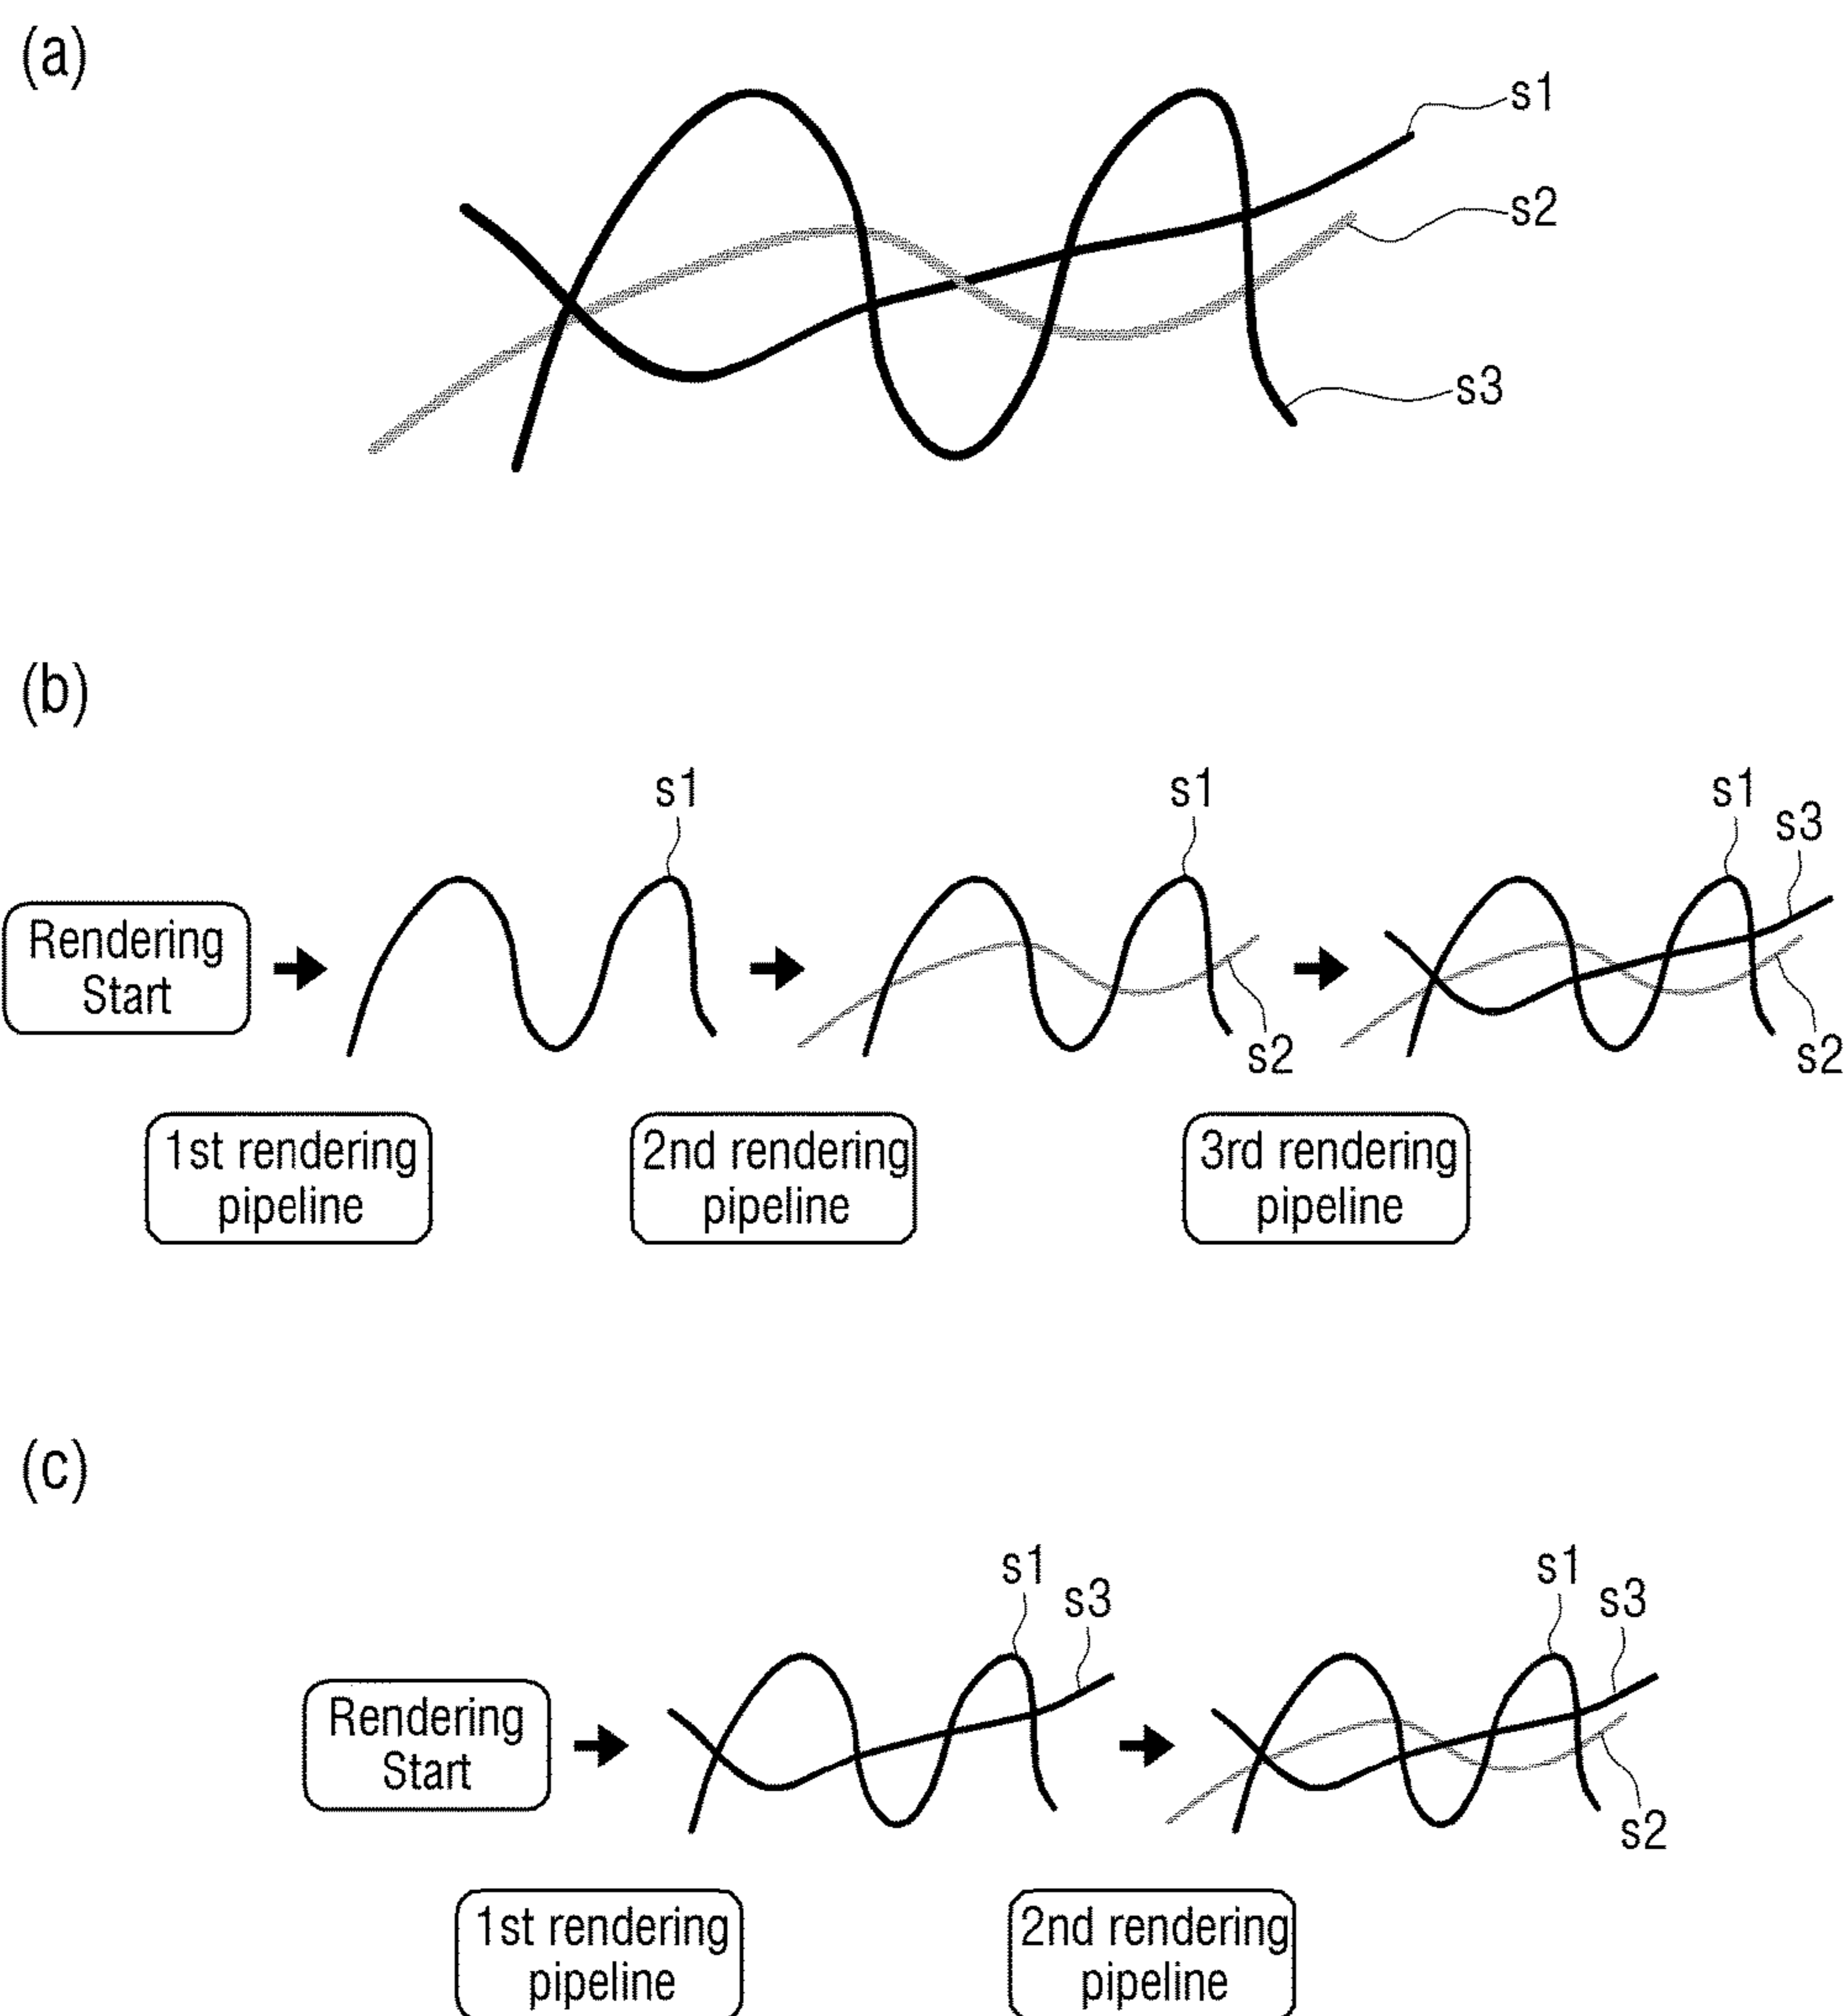 (a)
s1
s2
s3
(b)
s1
s1
s1
s3
Rendering
Start
s2
s2
1st rendering
pipeline
2nd rendering
pipeline
3rd rendering
pipeline
(c)
s1
s3
s1
s3
Rendering
Start
s2
1st rendering
pipeline
2nd rendering
pipeline